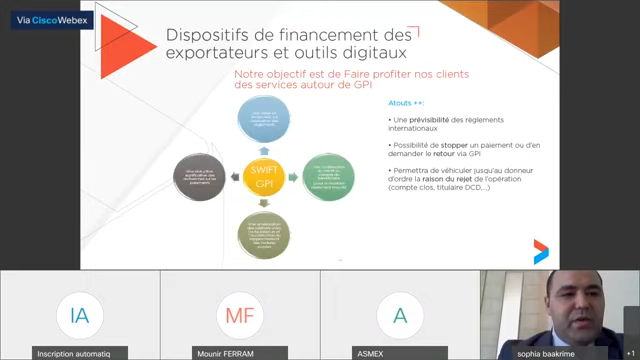 Via CiscoWebex
Dispositifs de financement des
exportateurs et outils digitaux
Notre objectif est de Faire profiter nos clients
des services autour de GPI
Atouts ++:
• Une prévisibilité des règlements
internationaux
• Possibilité de stopper un paiement ou d'en
demander le retour via GPI
• Permettra de véhiculer jusqu'au donneur
d'ordre la raison du rejet de l'opération
(compte clos, titulaire DCD,...)
SWIFT
GPI
IA
MF
A
Inscription automatiq
Mounir FERRAM
ASMEX
sophia baakrime
+1